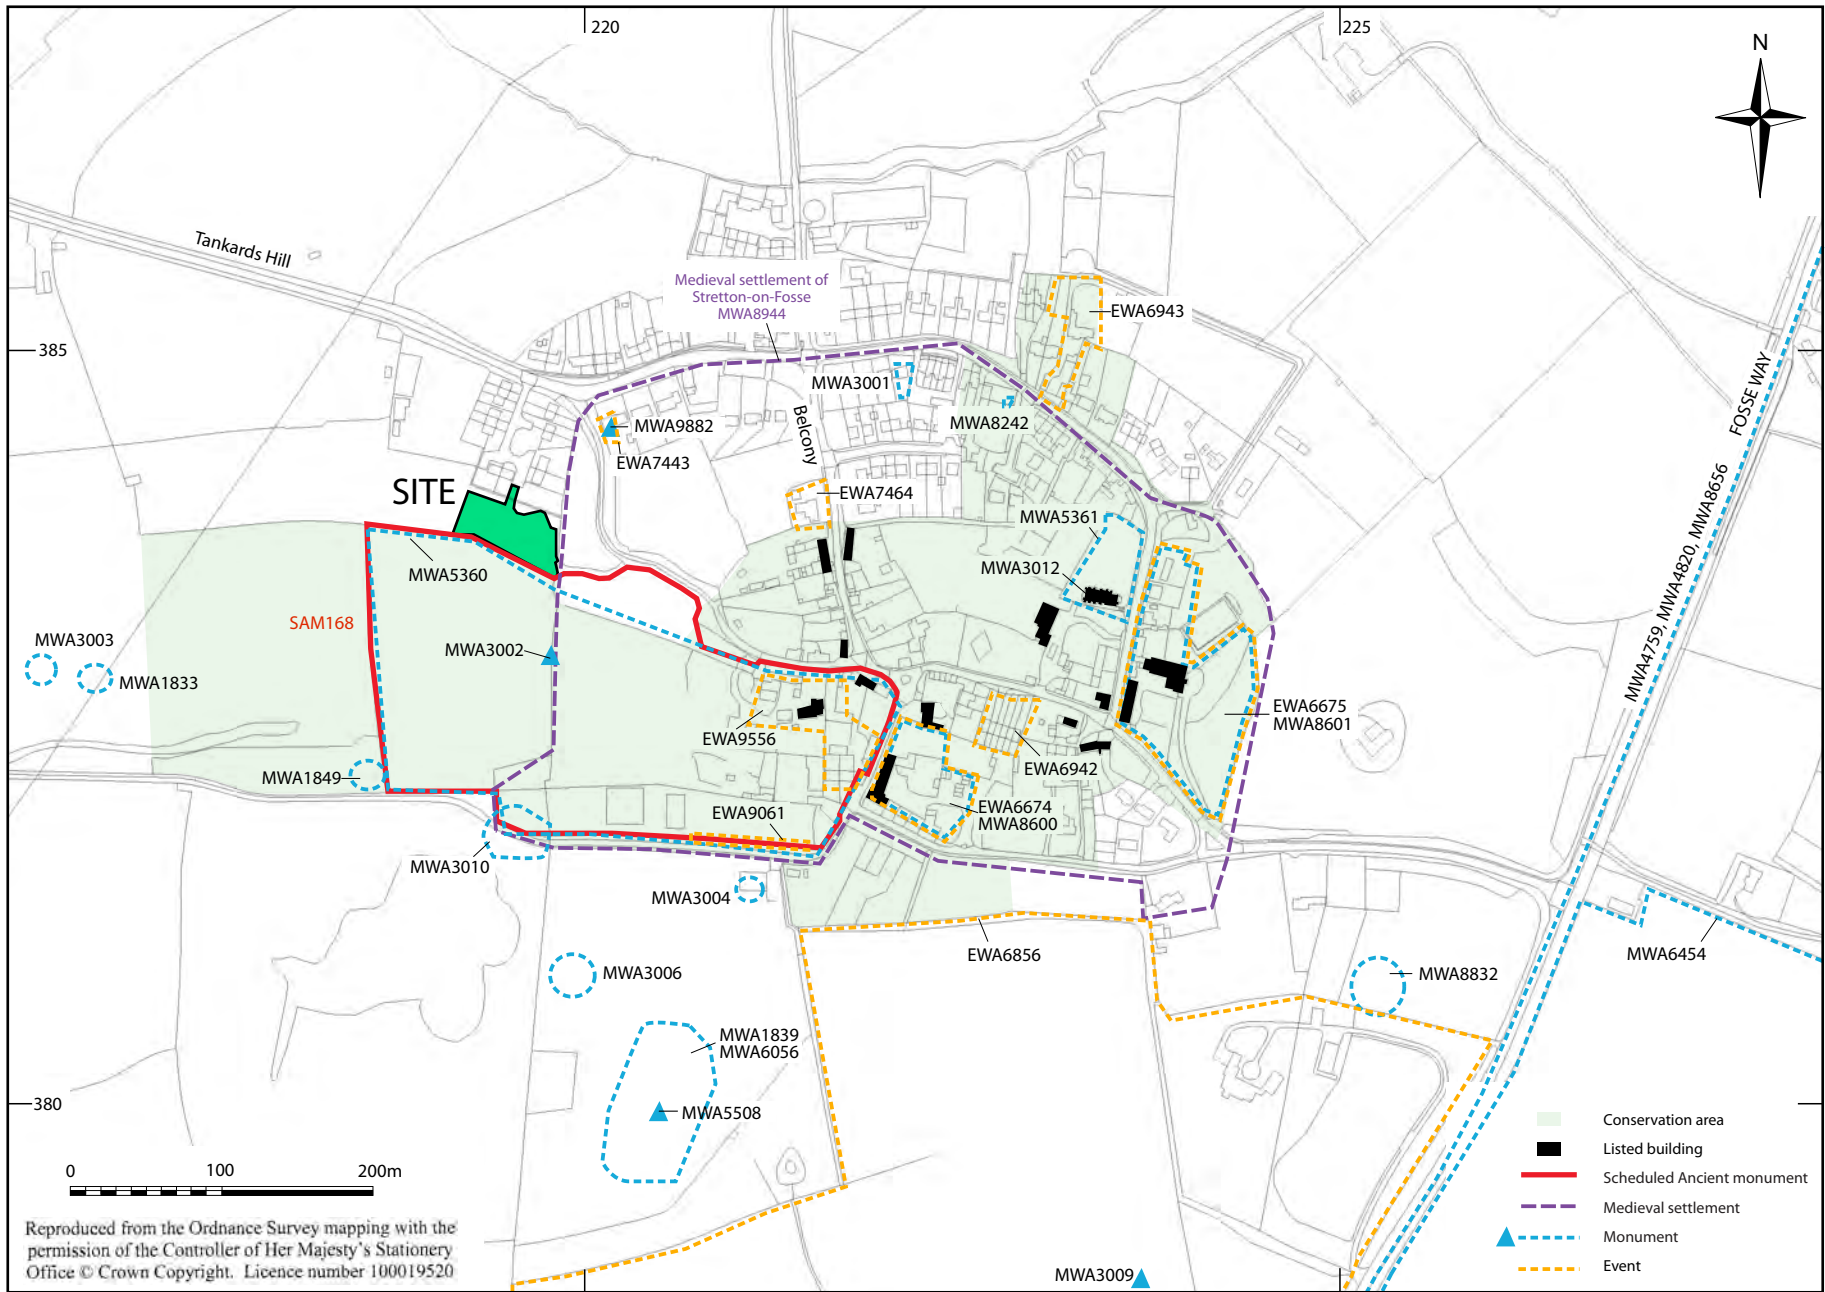 220
225
N
Tankards Hill
Medieval settlement of
Stretton-on-Fosse
MWA8944
EWA6943
385
MWA3001
Belcony
MWA8242
FOSSE WAY
MWA9882
EWA7443
SITE
EWA7464
MWA4759, MWA4820, MWA8656
MWA5361
MWA5360
MWA3012
SAM168
MWA3003
MWA3002
MWA1833
EWA6675
MWA8601
EWA9556
EWA6942
MWA1849
EWA9061
EWA6674
MWA8600
MWA3010
MWA3004
EWA6856
MWA6454
MWA3006
MWA8832
MWA1839
MWA6056
380
MWA5508
Conservation area
Listed building
Scheduled Ancient monument
Medieval settlement
Monument
Event
0 100 200m
Reproduced from the Ordnance Survey mapping with the
permission of the Controller of Her Majesty's Stationery
Office © Crown Copyright. Licence number 100019520
MWA3009